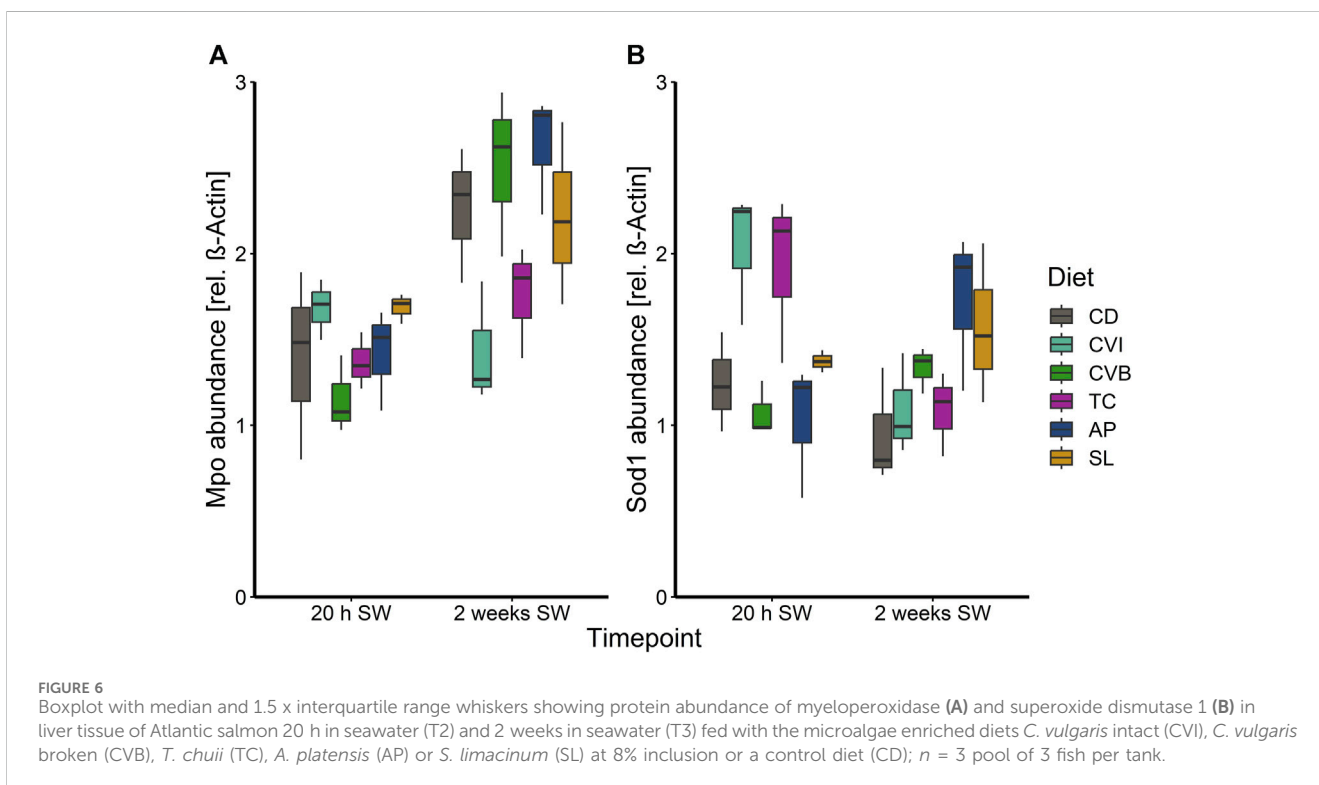 A
B
3
2
1
0
Mpo abundance [rel. ß-Actin]
20 h SW
2 weeks SW
3
2
1
0
Sod1 abundance [rel. ß-Actin]
20 h SW
2 weeks SW
Timepoint
Diet
CD
CVI
CVB
TC
AP
SL
FIGURE 6
Boxplot with median and 1.5 x interquartile range whiskers showing protein abundance of myeloperoxidase (A) and superoxide dismutase 1 (B) in
liver tissue of Atlantic salmon 20 h in seawater (T2) and 2 weeks in seawater (T3) fed with the microalgae enriched diets C. vulgaris intact (CVI), C. vulgaris
broken (CVB), T. chuii (TC), A. platensis (AP) or S. limacinum (SL) at 8% inclusion or a control diet (CD); n = 3 pool of 3 fish per tank.